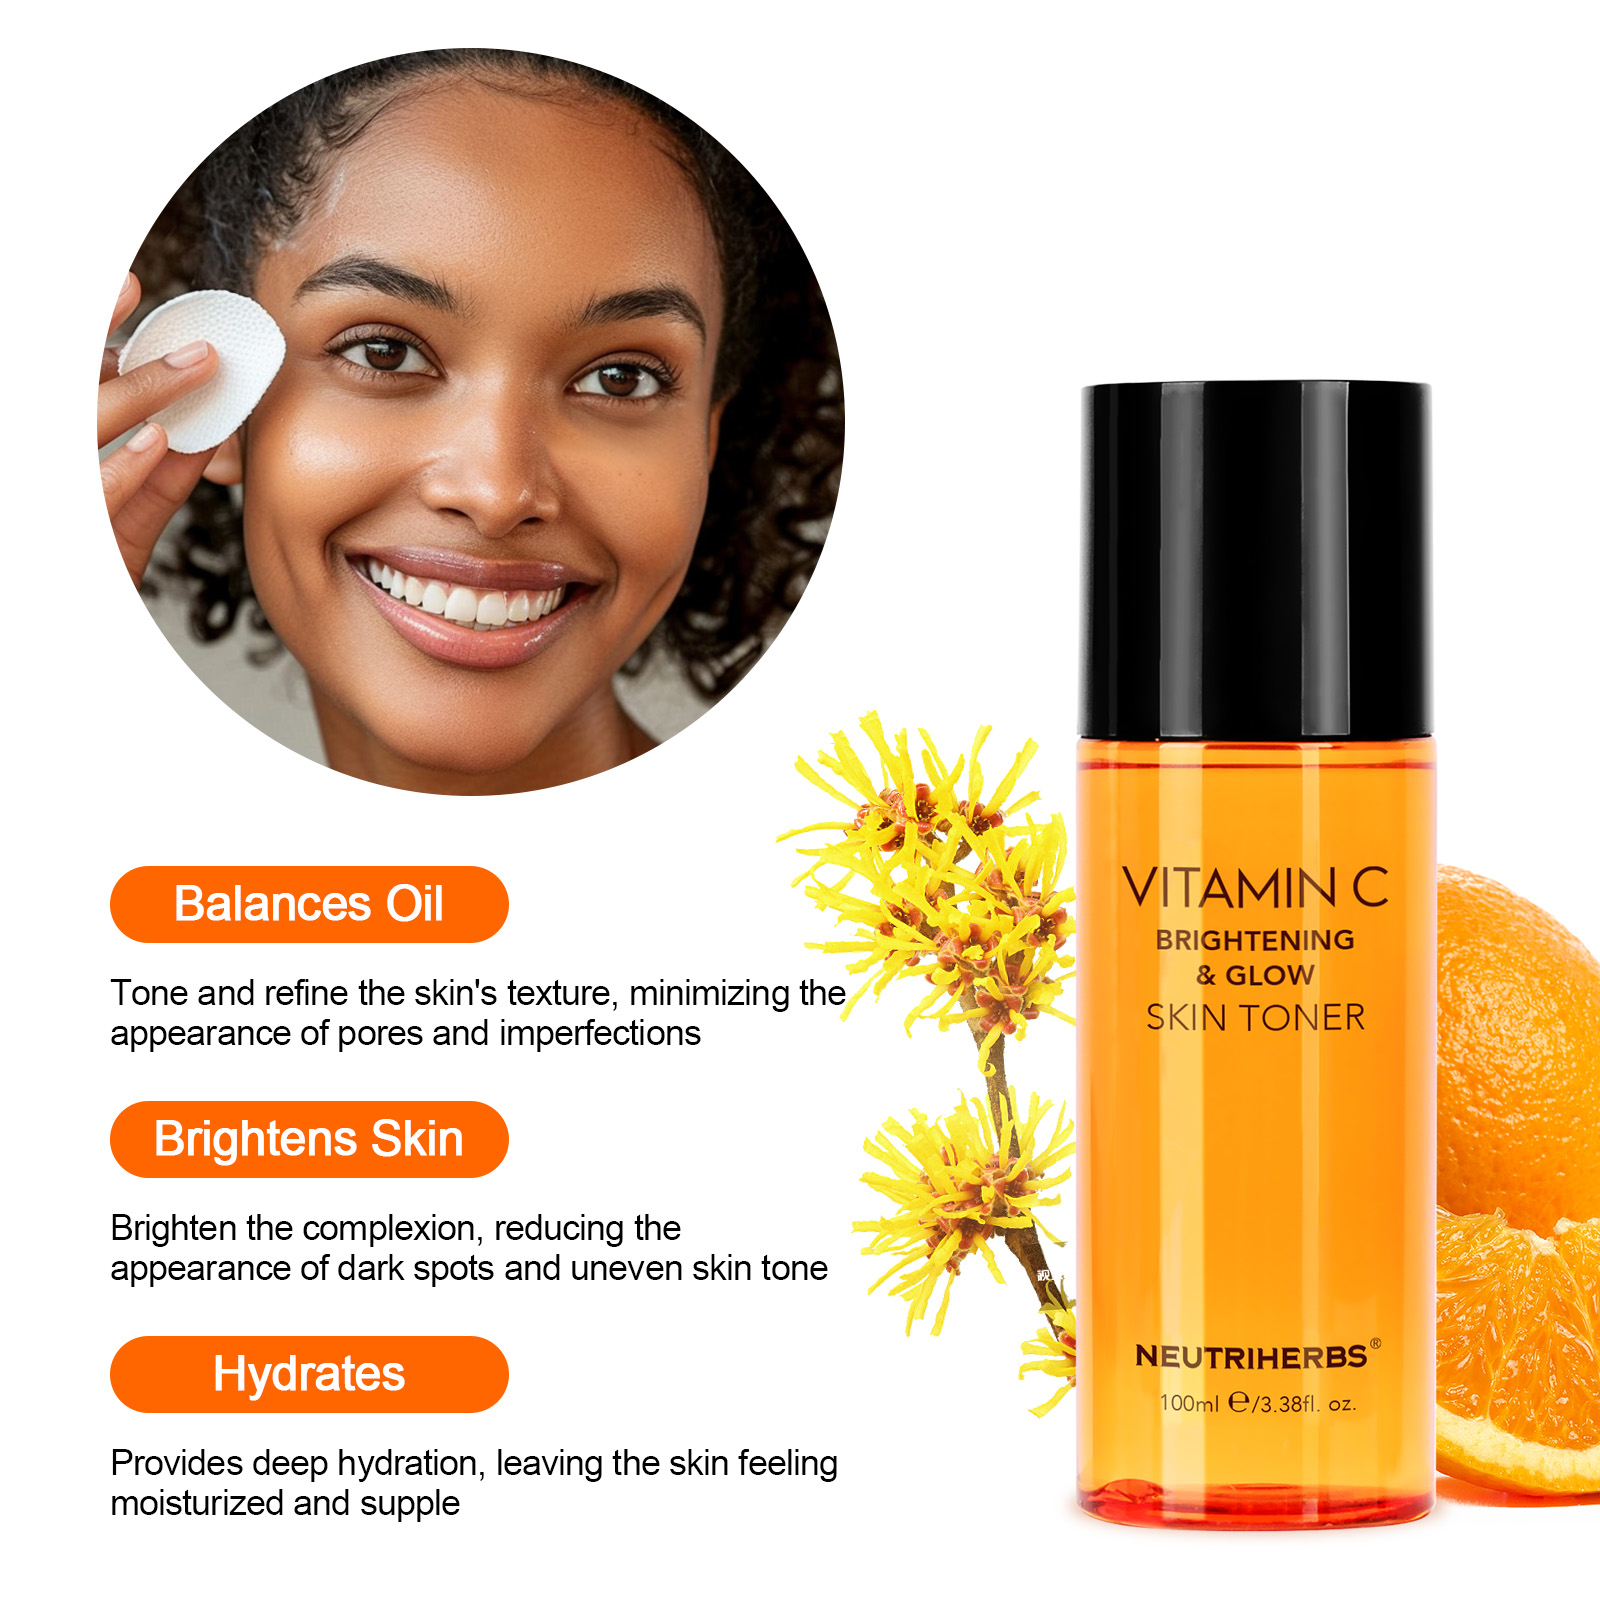 Balances Oil
Tone and refine the skin's texture, minimizing the
appearance of pores and imperfections
Brightens Skin
Brighten the complexion, reducing the
appearance of dark spots and uneven skin tone
Hydrates
Provides deep hydration, leaving the skin feeling
moisturized and supple
VITAMIN C
BRIGHTENING
& GLOW
SKIN TONER
NEUTRIHERBS®
100ml ℮/3.38fl. oz.